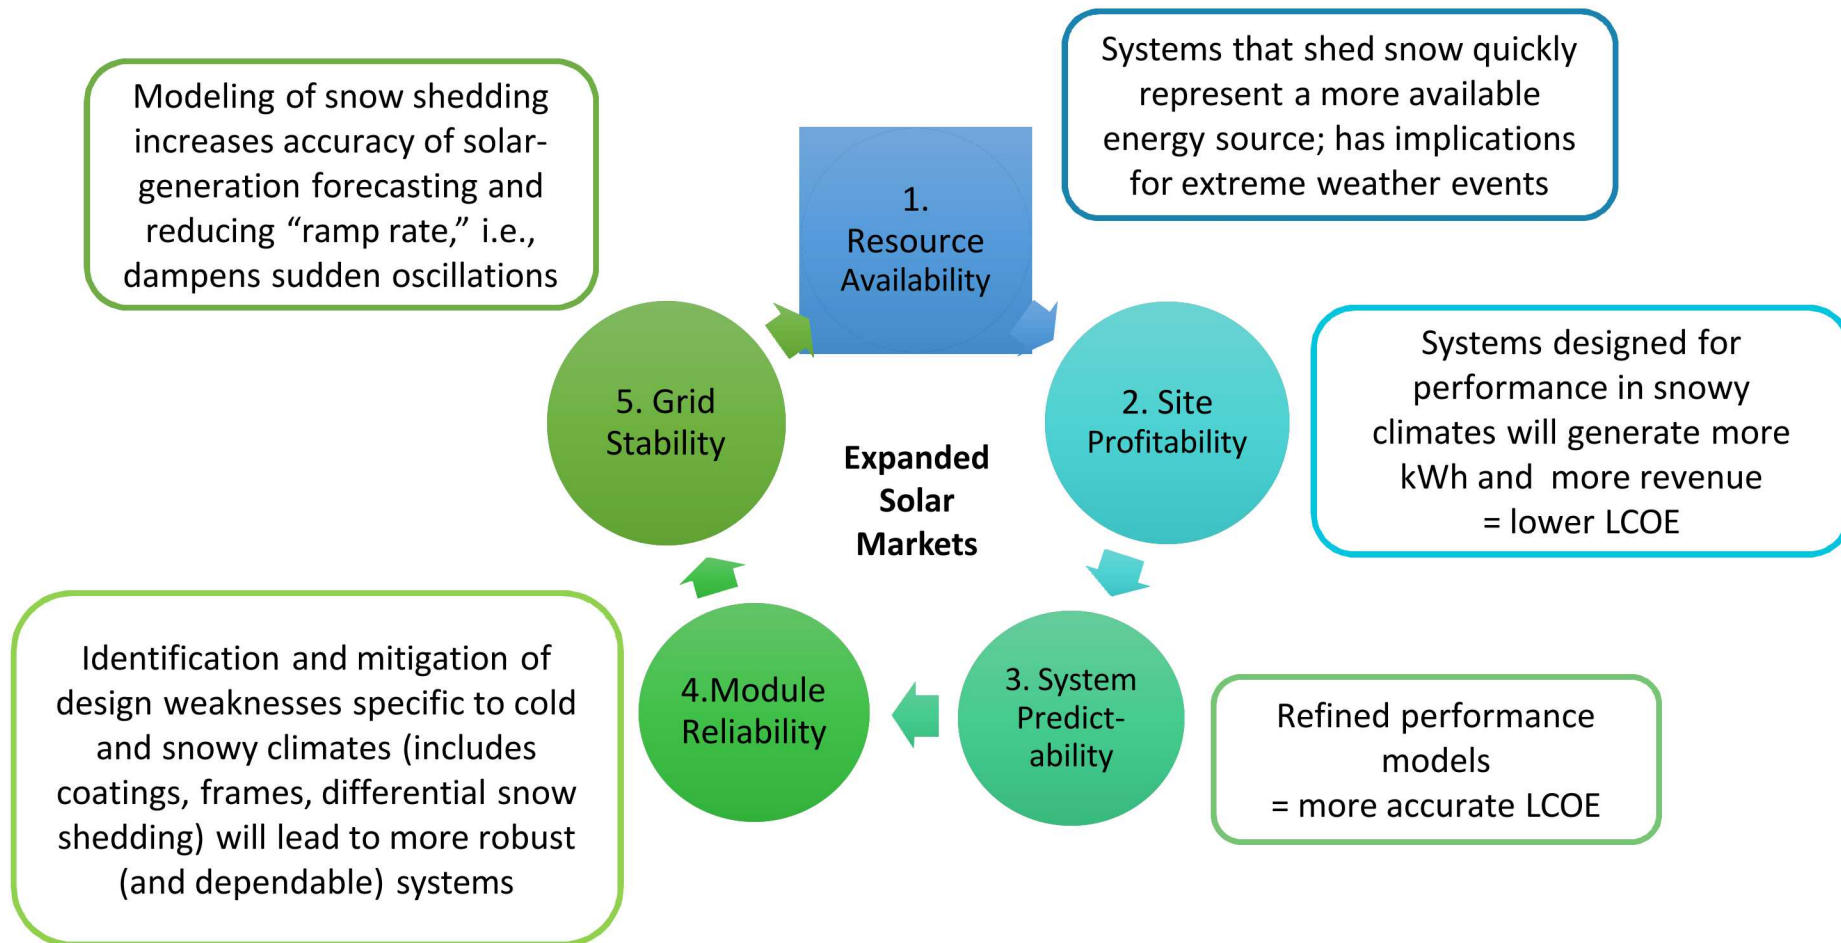 Modeling of snow shedding
increases accuracy of solar-
generation forecasting and
reducing “ramp rate,” i.e.,
dampens sudden oscillations
Systems that shed snow quickly
represent a more available
energy source; has implications
for extreme weather events
1.
Resource
Availability
5. Grid
Stability
Expanded
Solar
Markets
2. Site
Profitability
Systems designed for
performance in snowy
climates will generate more
kWh and  more revenue
= lower LCOE
Identification and mitigation of
design weaknesses specific to cold
and snowy climates (includes
coatings, frames, differential snow
shedding) will lead to more robust
(and dependable) systems
4.Module
Reliability
3. System
Predict-
ability
Refined performance
models
= more accurate LCOE